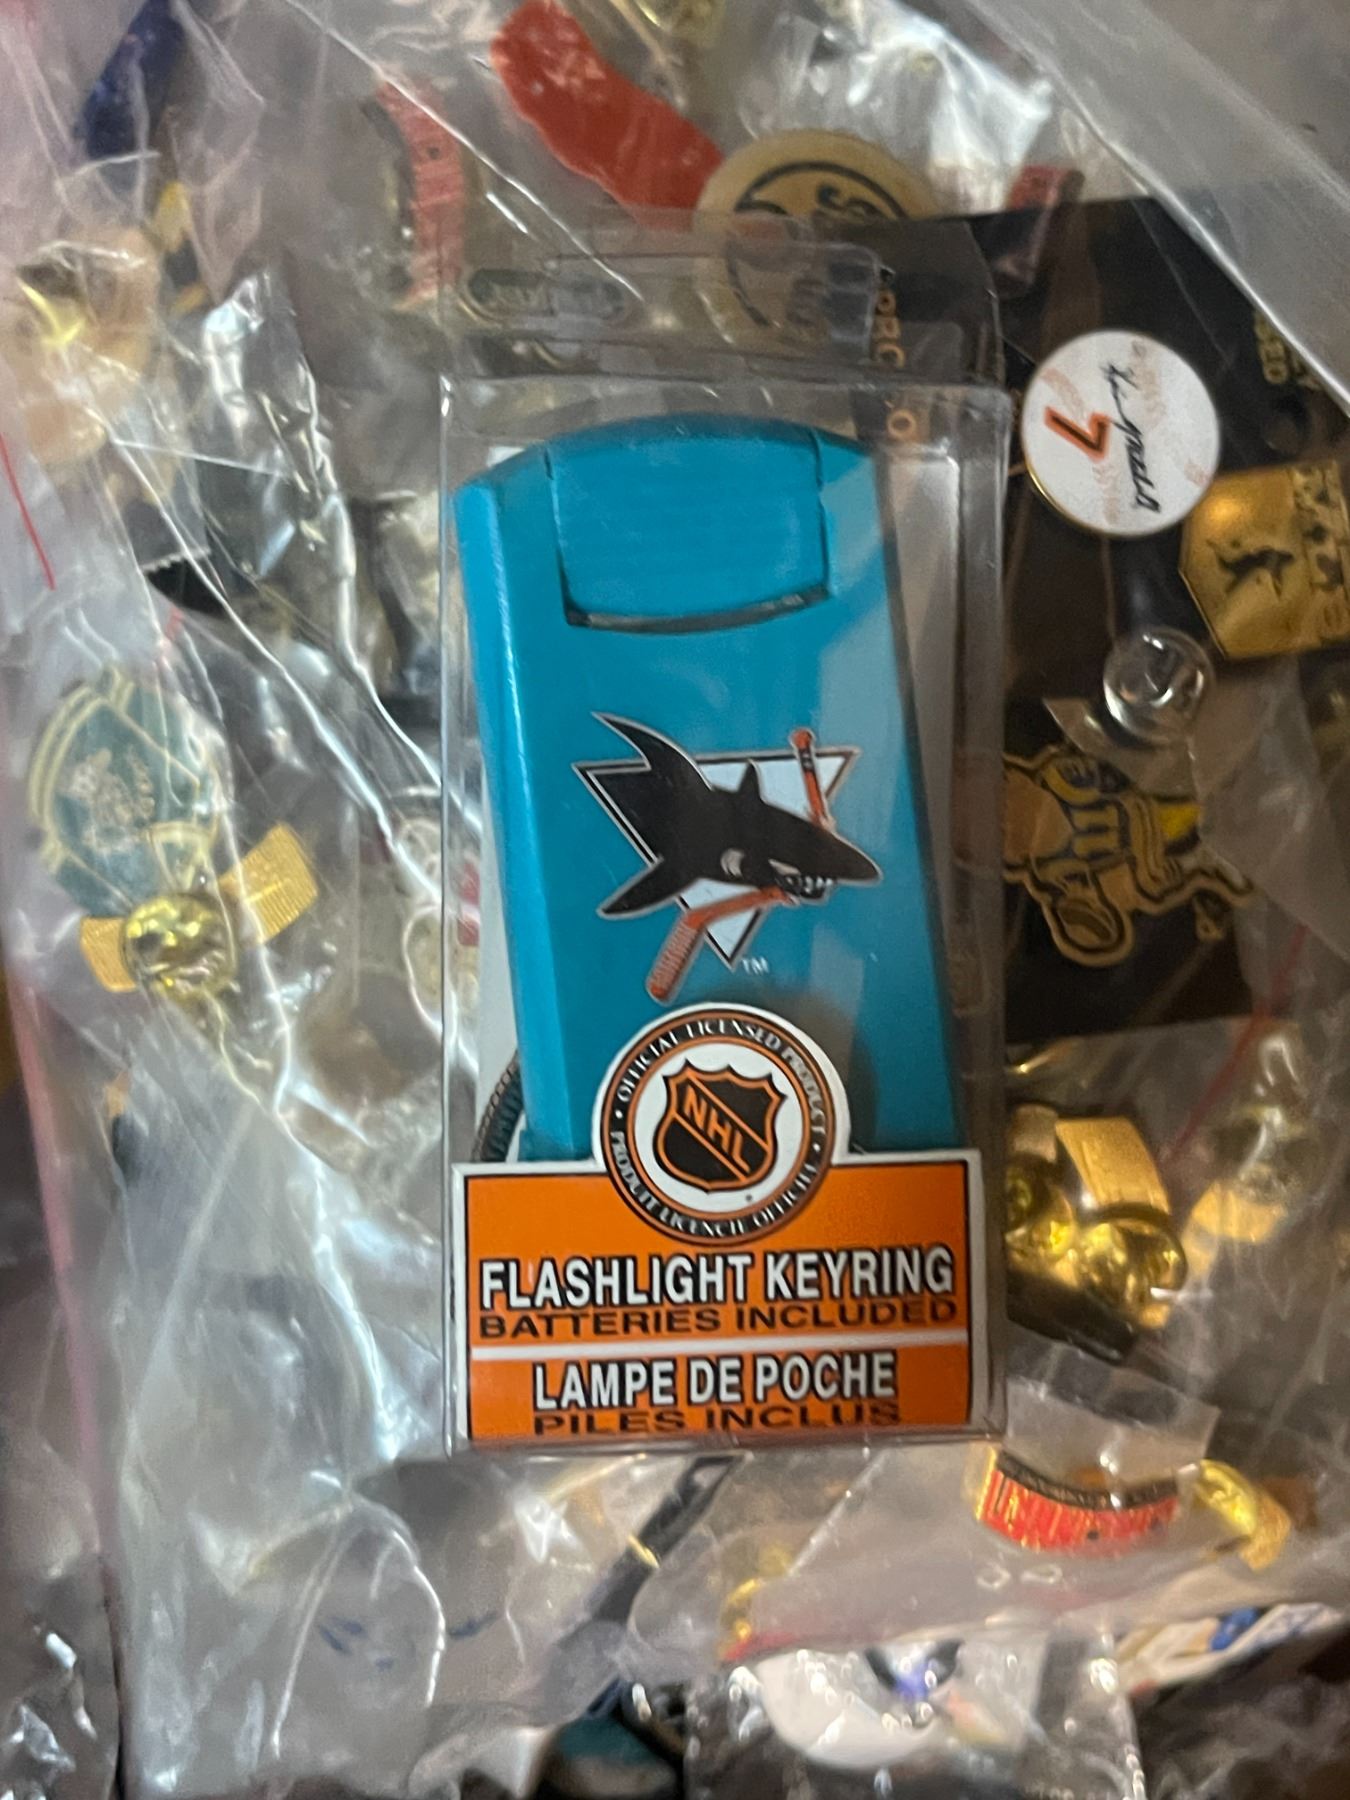 7
TM
OFFICIAL LICENSED PRODUCT
NHL
PRODUIT LICENCIÉ OFFICIEL
FLASHLIGHT KEYRING
BATTERIES INCLUDED
LAMPE DE POCHE
PILES INCLUS